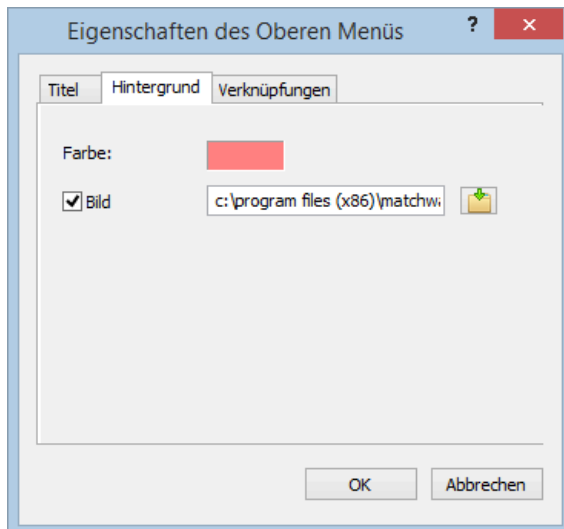 Eigenschaften des Oberen Menüs ?
Titel Hintergrund Verknüpfungen
Farbe:
Bild c:\program files (x86)\matchw
OK Abbrechen